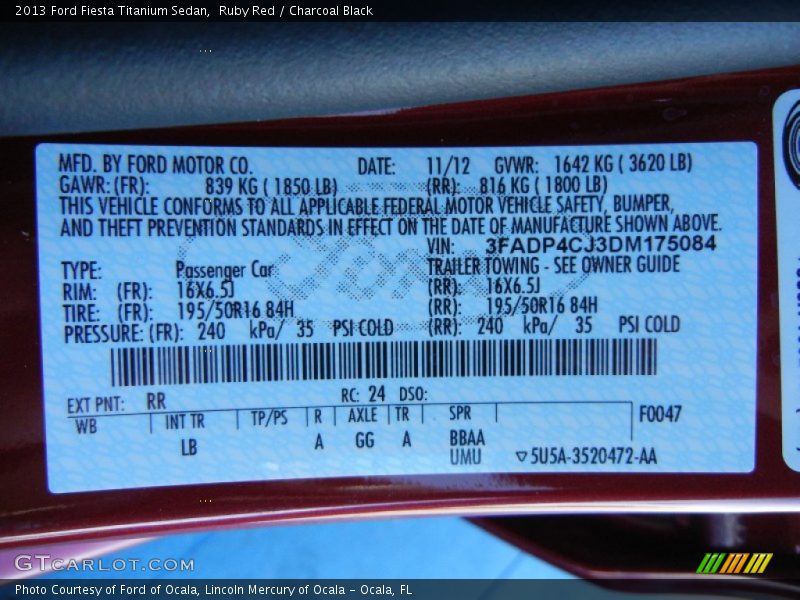 2013 Ford Fiesta Titanium Sedan, Ruby Red / Charcoal Black
MFD. BY FORD MOTOR CO. DATE: 11/12 GVWR: 1642 KG ( 3620 LB)
GAWR: (FR): 839 KG ( 1850 LB) (RR): 816 KG ( 1800 LB)
THIS VEHICLE CONFORMS TO ALL APPLICABLE FEDERAL MOTOR VEHICLE SAFETY, BUMPER,
AND THEFT PREVENTION STANDARDS IN EFFECT ON THE DATE OF MANUFACTURE SHOWN ABOVE.
VIN: 3FADP4CJ3DM175084
TYPE: Passenger Car TRAILER TOWING - SEE OWNER GUIDE
RIM: (FR): 16X6.5J (RR): 16X6.5J
TIRE: (FR): 195/50R16 84H (RR): 195/50R16 84H
PRESSURE: (FR): 240 kPa/ 35 PSI COLD (RR): 240 kPa/ 35 PSI COLD
EXT PNT: RR RC: 24 DSO:
WB INT TR TP/PS R AXLE TR SPR F0047
LB A GG A BBAA
UMU ▽5U5A-3520472-AA
GTCARLOT.COM
Photo Courtesy of Ford of Ocala, Lincoln Mercury of Ocala - Ocala, FL